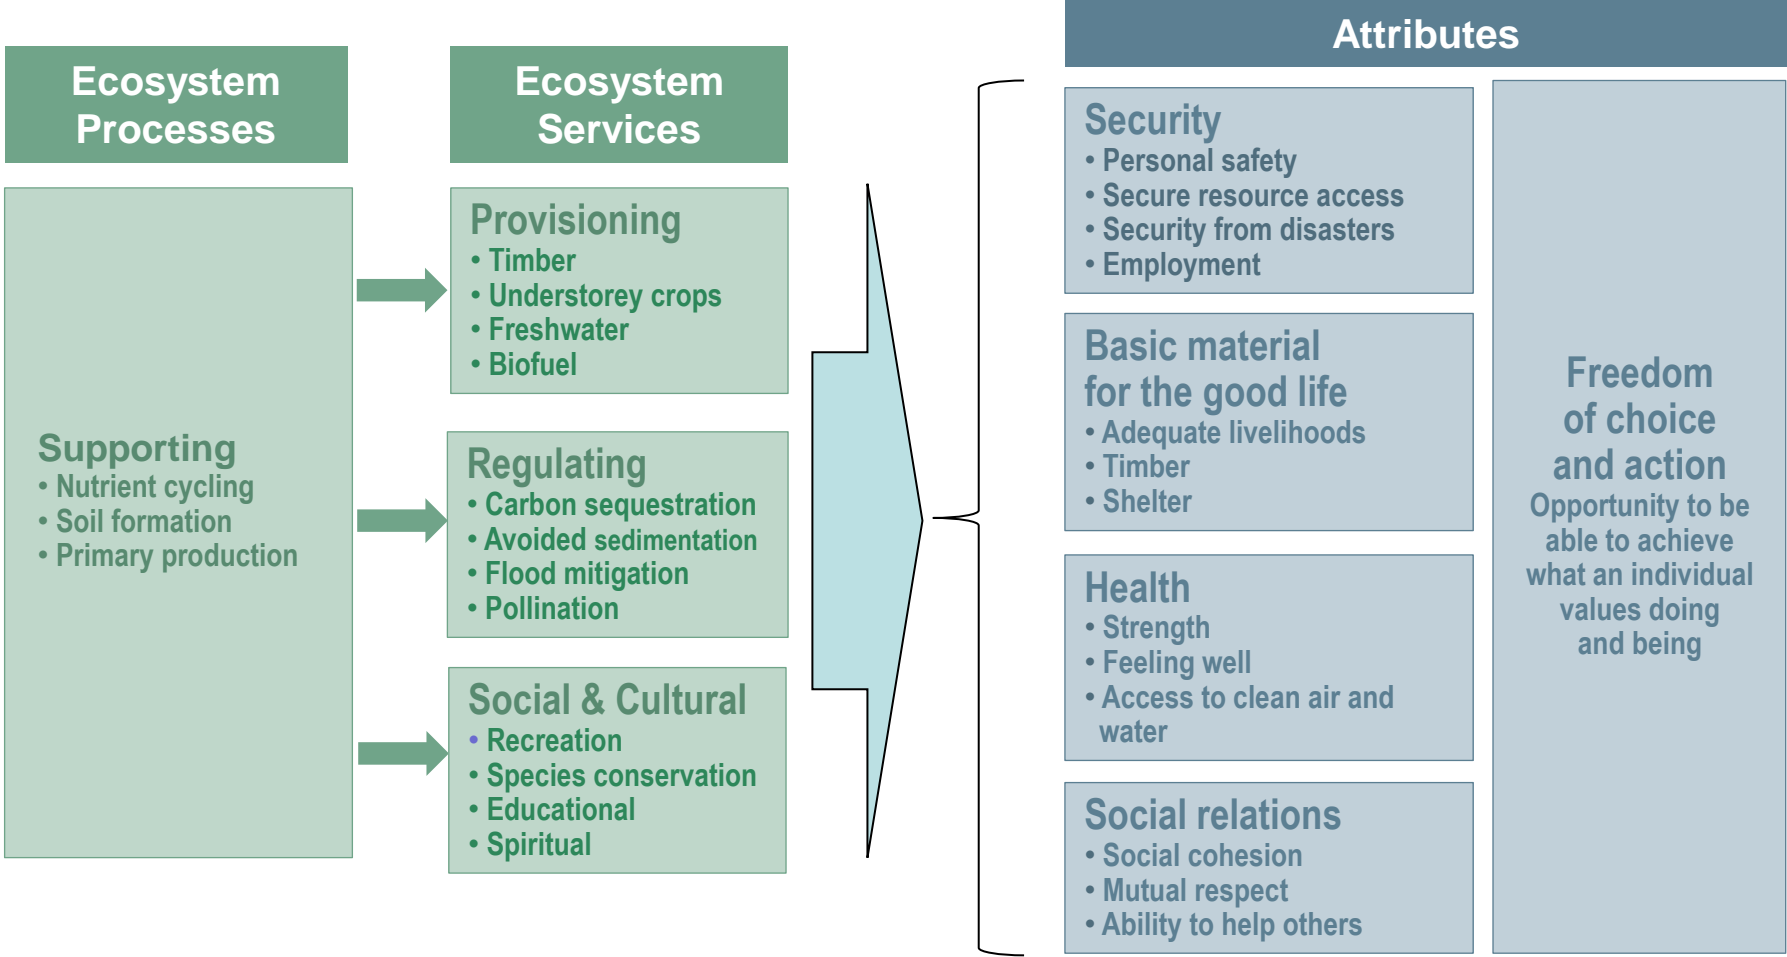 Ecosystem
Processes
Supporting
• Nutrient cycling
• Soil formation
• Primary production
Ecosystem
Services
Provisioning
• Timber
• Understorey crops
• Freshwater
• Biofuel
Regulating
• Carbon sequestration
• Avoided sedimentation
• Flood mitigation
• Pollination
Social & Cultural
• Recreation
• Species conservation
• Educational
• Spiritual
Attributes
Security
• Personal safety
• Secure resource access
• Security from disasters
• Employment
Basic material
for the good life
• Adequate livelihoods
• Timber
• Shelter
Health
• Strength
• Feeling well
• Access to clean air and
water
Social relations
• Social cohesion
• Mutual respect
• Ability to help others
Freedom
of choice
and action
Opportunity to be
able to achieve
what an individual
values doing
and being